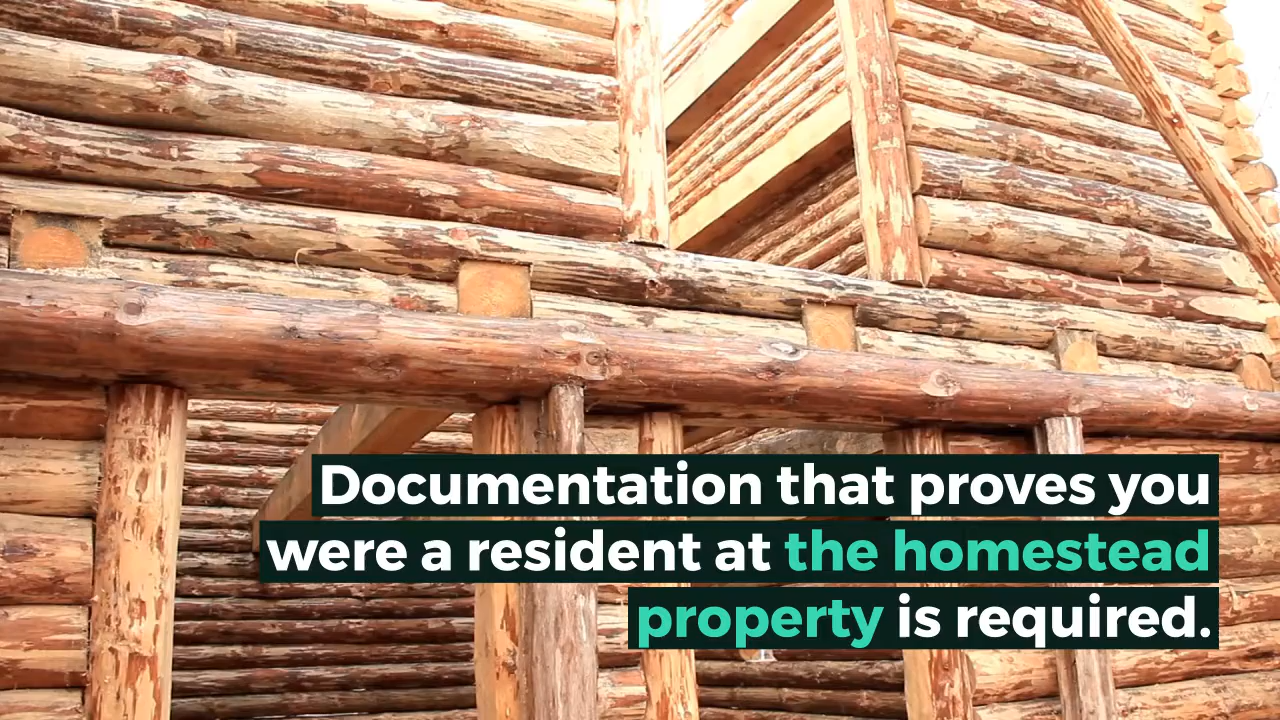 Documentation that proves you
were a resident at the homestead
property is required.